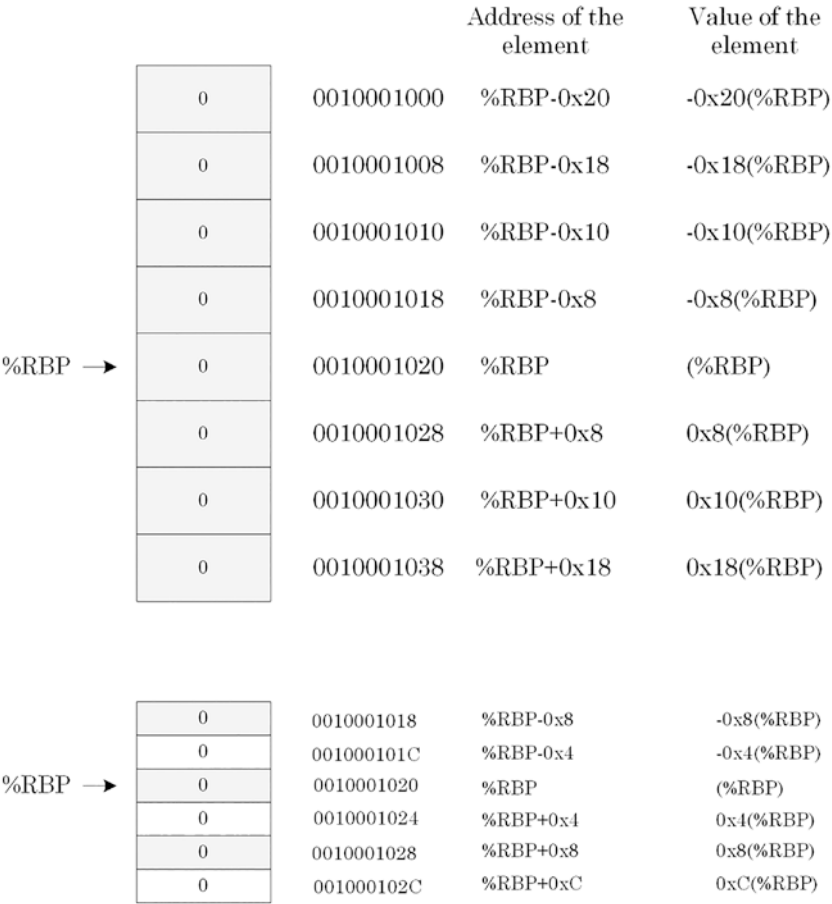 Address of the element Value of the element
0 0010001000 %RBP-0x20 -0x20(%RBP)
0 0010001008 %RBP-0x18 -0x18(%RBP)
0 0010001010 %RBP-0x10 -0x10(%RBP)
0 0010001018 %RBP-0x8 -0x8(%RBP)
%RBP → 0 0010001020 %RBP (%RBP)
0 0010001028 %RBP+0x8 0x8(%RBP)
0 0010001030 %RBP+0x10 0x10(%RBP)
0 0010001038 %RBP+0x18 0x18(%RBP)
0 0010001018 %RBP-0x8 -0x8(%RBP)
0 001000101C %RBP-0x4 -0x4(%RBP)
%RBP → 0 0010001020 %RBP (%RBP)
0 0010001024 %RBP+0x4 0x4(%RBP)
0 0010001028 %RBP+0x8 0x8(%RBP)
0 001000102C %RBP+0xC 0xC(%RBP)